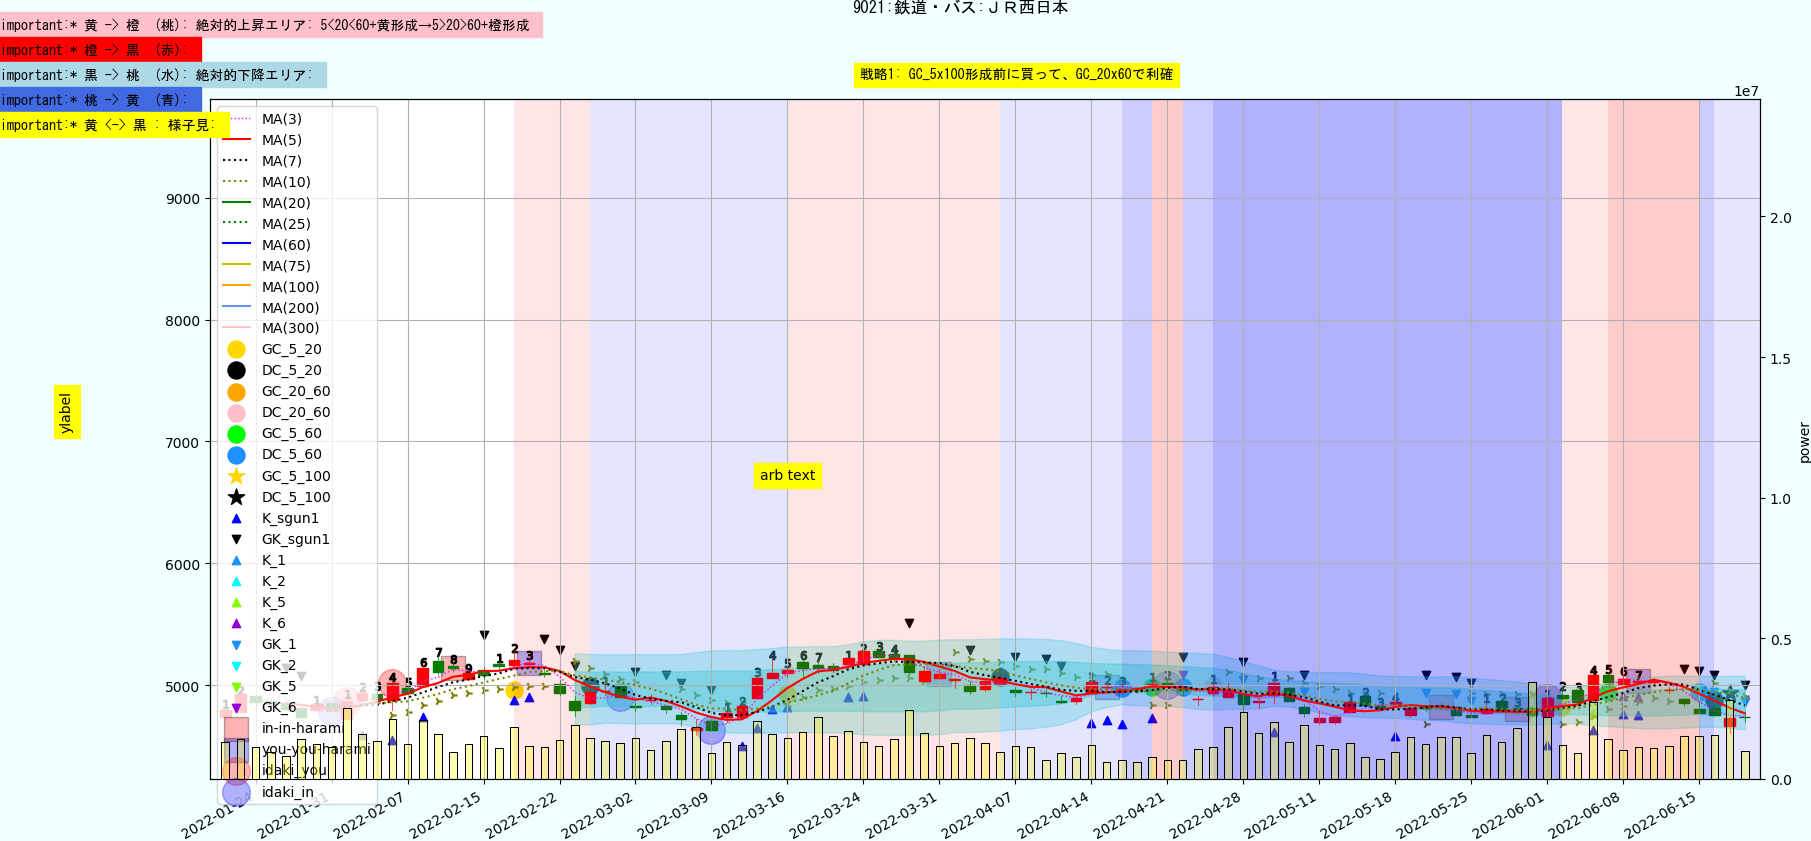 9021:鉄道・バス:ＪＲ西日本
important:* 黄 -> 橙 （桃）: 絶対的上昇エリア: 5<20<60+黄形成→5>20>60+橙形成
important:* 橙 -> 黒 （赤）:
important:* 黒 -> 桃 （水）: 絶対的下降エリア:
戦略1: GC_5x100形成前に買って、GC_20x60で利確
important:* 桃 -> 黄 （青）:
important:* 黄 <-> 黒 : 様子見:
1e7
MA(3)
MA(5)
MA(7)
MA(10)
MA(20)
MA(25)
MA(60)
MA(75)
MA(100)
MA(200)
MA(300)
GC_5_20
DC_5_20
GC_20_60
DC_20_60
GC_5_60
DC_5_60
GC_5_100
DC_5_100
K_sgun1
GK_sgun1
K_1
K_2
K_5
K_6
GK_1
GK_2
GK_5
GK_6
in-in-harami
you-you-harami
idaki_you
idaki_in
9000
8000
7000
6000
5000
ylabel
arb text
2.0
1.5
1.0
0.5
0.0
power
2022-01-24
2022-01-31
2022-02-07
2022-02-15
2022-02-22
2022-03-02
2022-03-09
2022-03-16
2022-03-24
2022-03-31
2022-04-07
2022-04-14
2022-04-21
2022-04-28
2022-05-11
2022-05-18
2022-05-25
2022-06-01
2022-06-08
2022-06-15